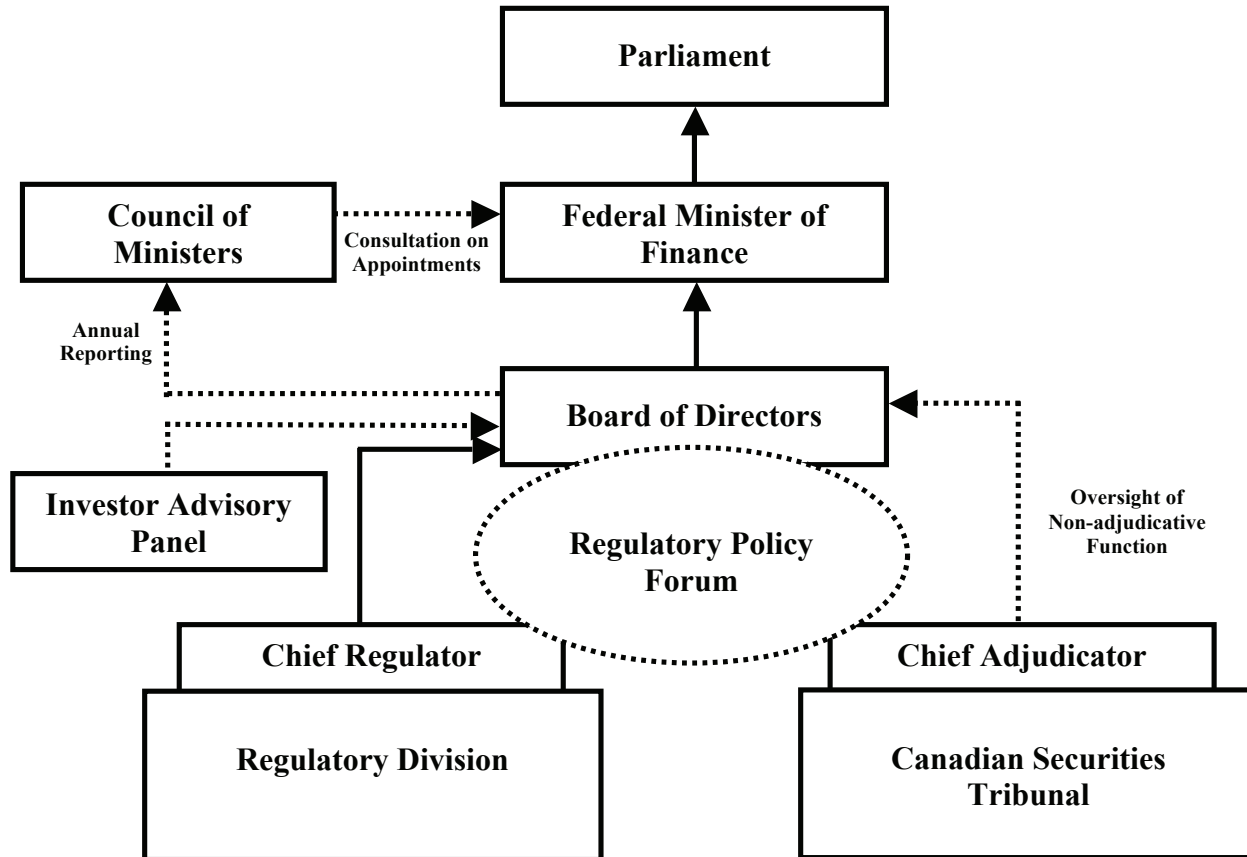 Parliament
Council of
Ministers
Consultation on
Appointments
Federal Minister of
Finance
Annual
Reporting
Board of Directors
Investor Advisory
Panel
Regulatory Policy
Forum
Oversight of
Non-adjudicative
Function
Chief Regulator
Chief Adjudicator
Regulatory Division
Canadian Securities
Tribunal